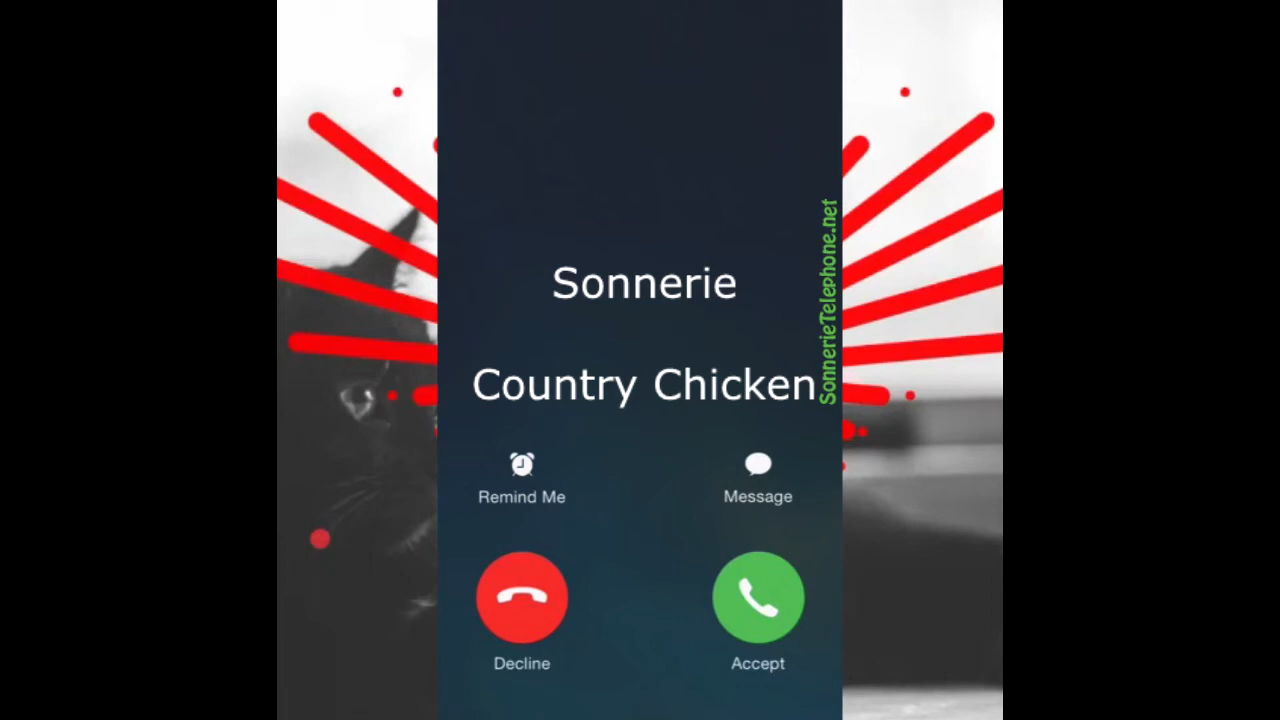 Sonnerie
Country Chicken
SonnerieTelephone.net
Remind Me
Message
Decline
Accept